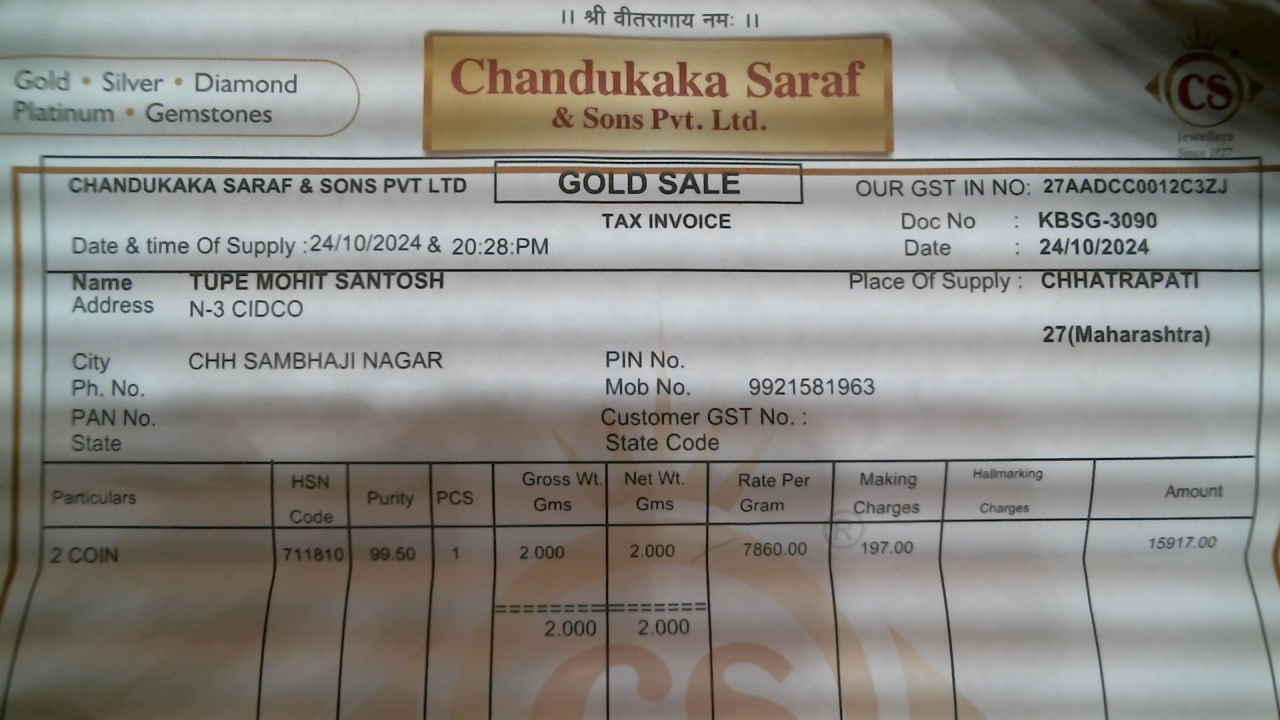 ।। श्री वीतरागाय नमः ।।
Gold • Silver • Diamond
Platinum • Gemstones
Chandukaka Saraf
& Sons Pvt. Ltd.
CS
Jewellers
Since 1827
CHANDUKAKA SARAF & SONS PVT LTD
GOLD SALE
OUR GST IN NO: 27AADCC0012C3ZJ
TAX INVOICE
Doc No : KBSG-3090
Date & time Of Supply :24/10/2024 & 20:28:PM
Date : 24/10/2024
Name TUPE MOHIT SANTOSH
Place Of Supply : CHHATRAPATI
Address N-3 CIDCO
27(Maharashtra)
City CHH SAMBHAJI NAGAR PIN No.
Ph. No. Mob No. 9921581963
PAN No. Customer GST No. :
State State Code
Particulars HSN Code Purity PCS Gross Wt. Gms Net Wt. Gms Rate Per Gram Making Charges Hallmarking Charges Amount
2 COIN 711810 99.50 1 2.000 2.000 7860.00 197.00 15917.00
==========================
2.000 2.000
®
CS